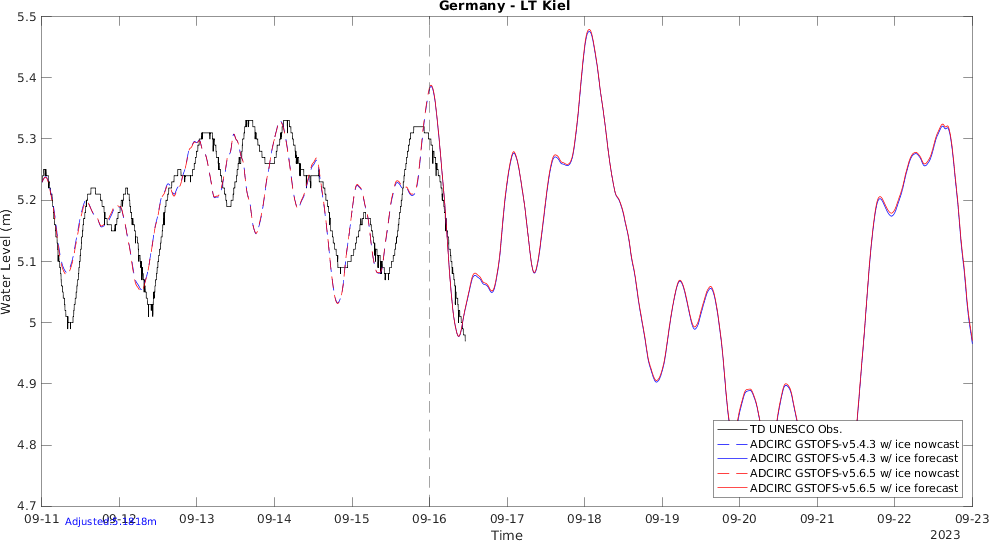 Germany - LT Kiel
Water Level (m)
5.5
5.4
5.3
5.2
5.1
5
4.9
4.8
4.7
TD UNESCO Obs.
ADCIRC GSTOFS-v5.4.3 w/ ice nowcast
ADCIRC GSTOFS-v5.4.3 w/ ice forecast
ADCIRC GSTOFS-v5.6.5 w/ ice nowcast
ADCIRC GSTOFS-v5.6.5 w/ ice forecast
09-11 09-12 09-13 09-14 09-15 09-16 09-17 09-18 09-19 09-20 09-21 09-22 09-23
Adjusted:5.1818m
Time
2023